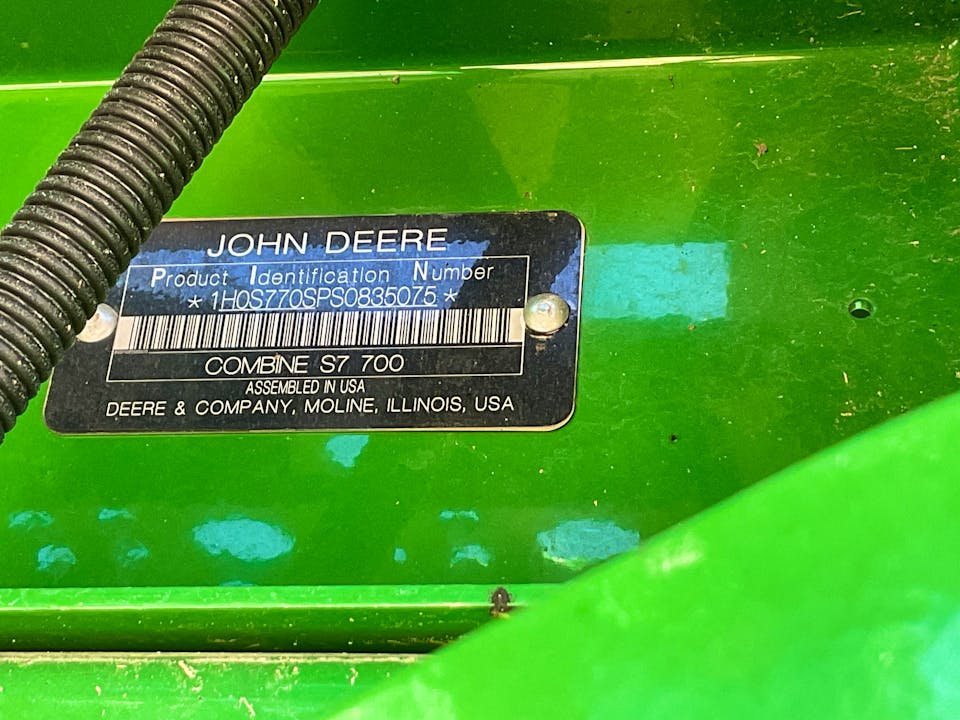 JOHN DEERE
Product Identification Number
*1H0S770SPS0835075*
COMBINE S7 700
ASSEMBLED IN USA
DEERE & COMPANY, MOLINE, ILLINOIS, USA